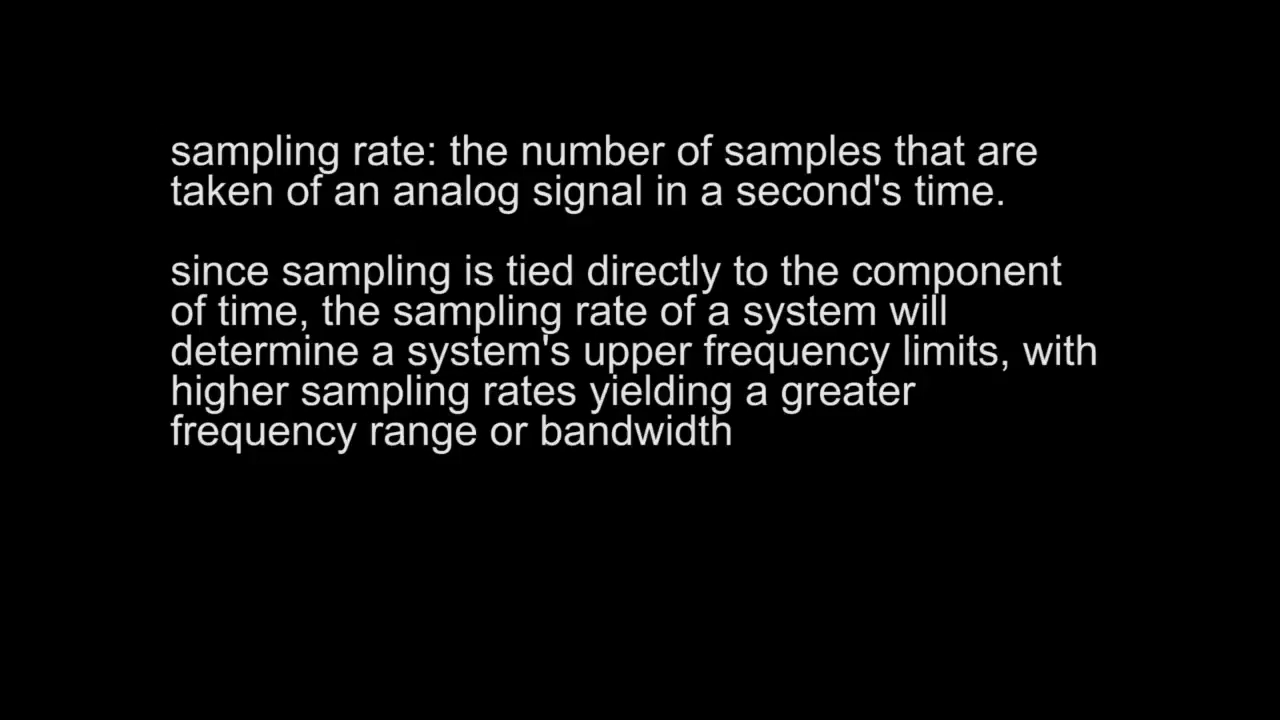 sampling rate: the number of samples that are
taken of an analog signal in a second's time.
since sampling is tied directly to the component
of time, the sampling rate of a system will
determine a system's upper frequency limits, with
higher sampling rates yielding a greater
frequency range or bandwidth